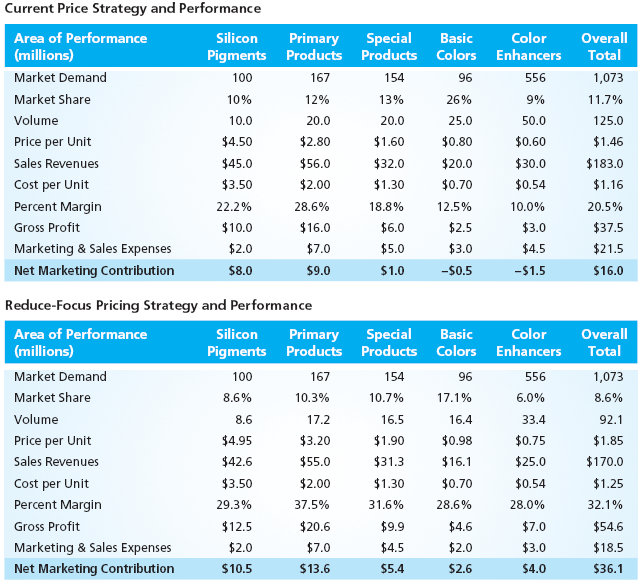 Current Price Strategy and Performance
Area of Performance (millions) Silicon Pigments Primary Products Special Products Basic Colors Color Enhancers Overall Total
Market Demand 100 167 154 96 556 1,073
Market Share 10% 12% 13% 26% 9% 11.7%
Volume 10.0 20.0 20.0 25.0 50.0 125.0
Price per Unit $4.50 $2.80 $1.60 $0.80 $0.60 $1.46
Sales Revenues $45.0 $56.0 $32.0 $20.0 $30.0 $183.0
Cost per Unit $3.50 $2.00 $1.30 $0.70 $0.54 $1.16
Percent Margin 22.2% 28.6% 18.8% 12.5% 10.0% 20.5%
Gross Profit $10.0 $16.0 $6.0 $2.5 $3.0 $37.5
Marketing & Sales Expenses $2.0 $7.0 $5.0 $3.0 $4.5 $21.5
Net Marketing Contribution $8.0 $9.0 $1.0 –$0.5 –$1.5 $16.0
Reduce-Focus Pricing Strategy and Performance
Area of Performance (millions) Silicon Pigments Primary Products Special Products Basic Colors Color Enhancers Overall Total
Market Demand 100 167 154 96 556 1,073
Market Share 8.6% 10.3% 10.7% 17.1% 6.0% 8.6%
Volume 8.6 17.2 16.5 16.4 33.4 92.1
Price per Unit $4.95 $3.20 $1.90 $0.98 $0.75 $1.85
Sales Revenues $42.6 $55.0 $31.3 $16.1 $25.0 $170.0
Cost per Unit $3.50 $2.00 $1.30 $0.70 $0.54 $1.25
Percent Margin 29.3% 37.5% 31.6% 28.6% 28.0% 32.1%
Gross Profit $12.5 $20.6 $9.9 $4.6 $7.0 $54.6
Marketing & Sales Expenses $2.0 $7.0 $4.5 $2.0 $3.0 $18.5
Net Marketing Contribution $10.5 $13.6 $5.4 $2.6 $4.0 $36.1